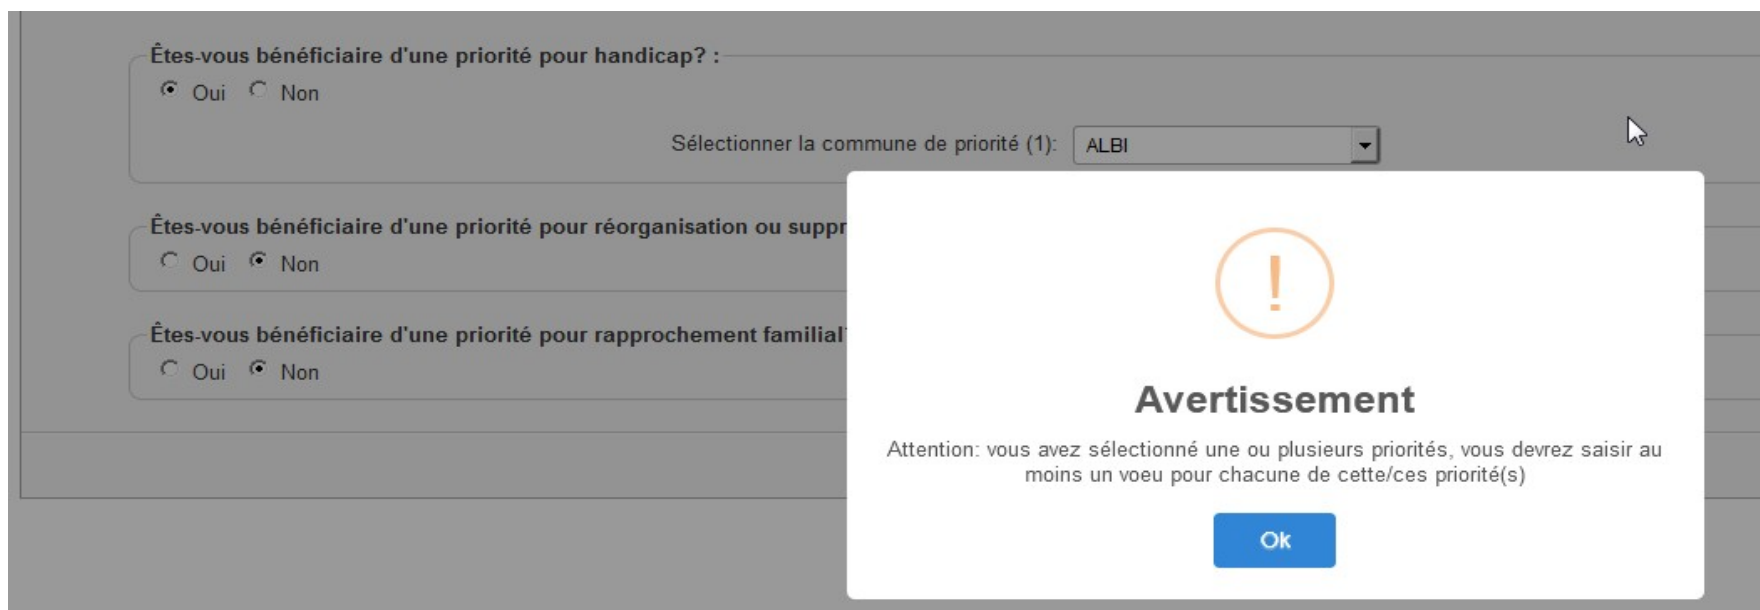 Êtes-vous bénéficiaire d'une priorité pour handicap? :
Oui Non
Sélectionner la commune de priorité (1): ALBI
Êtes-vous bénéficiaire d'une priorité pour réorganisation ou
Oui Non
Êtes-vous bénéficiaire d'une priorité pour rapprochement familial
Oui Non
!
Avertissement
Attention: vous avez sélectionné une ou plusieurs priorités, vous devrez saisir au
moins un voeu pour chacune de cette/ces priorité(s)
Ok